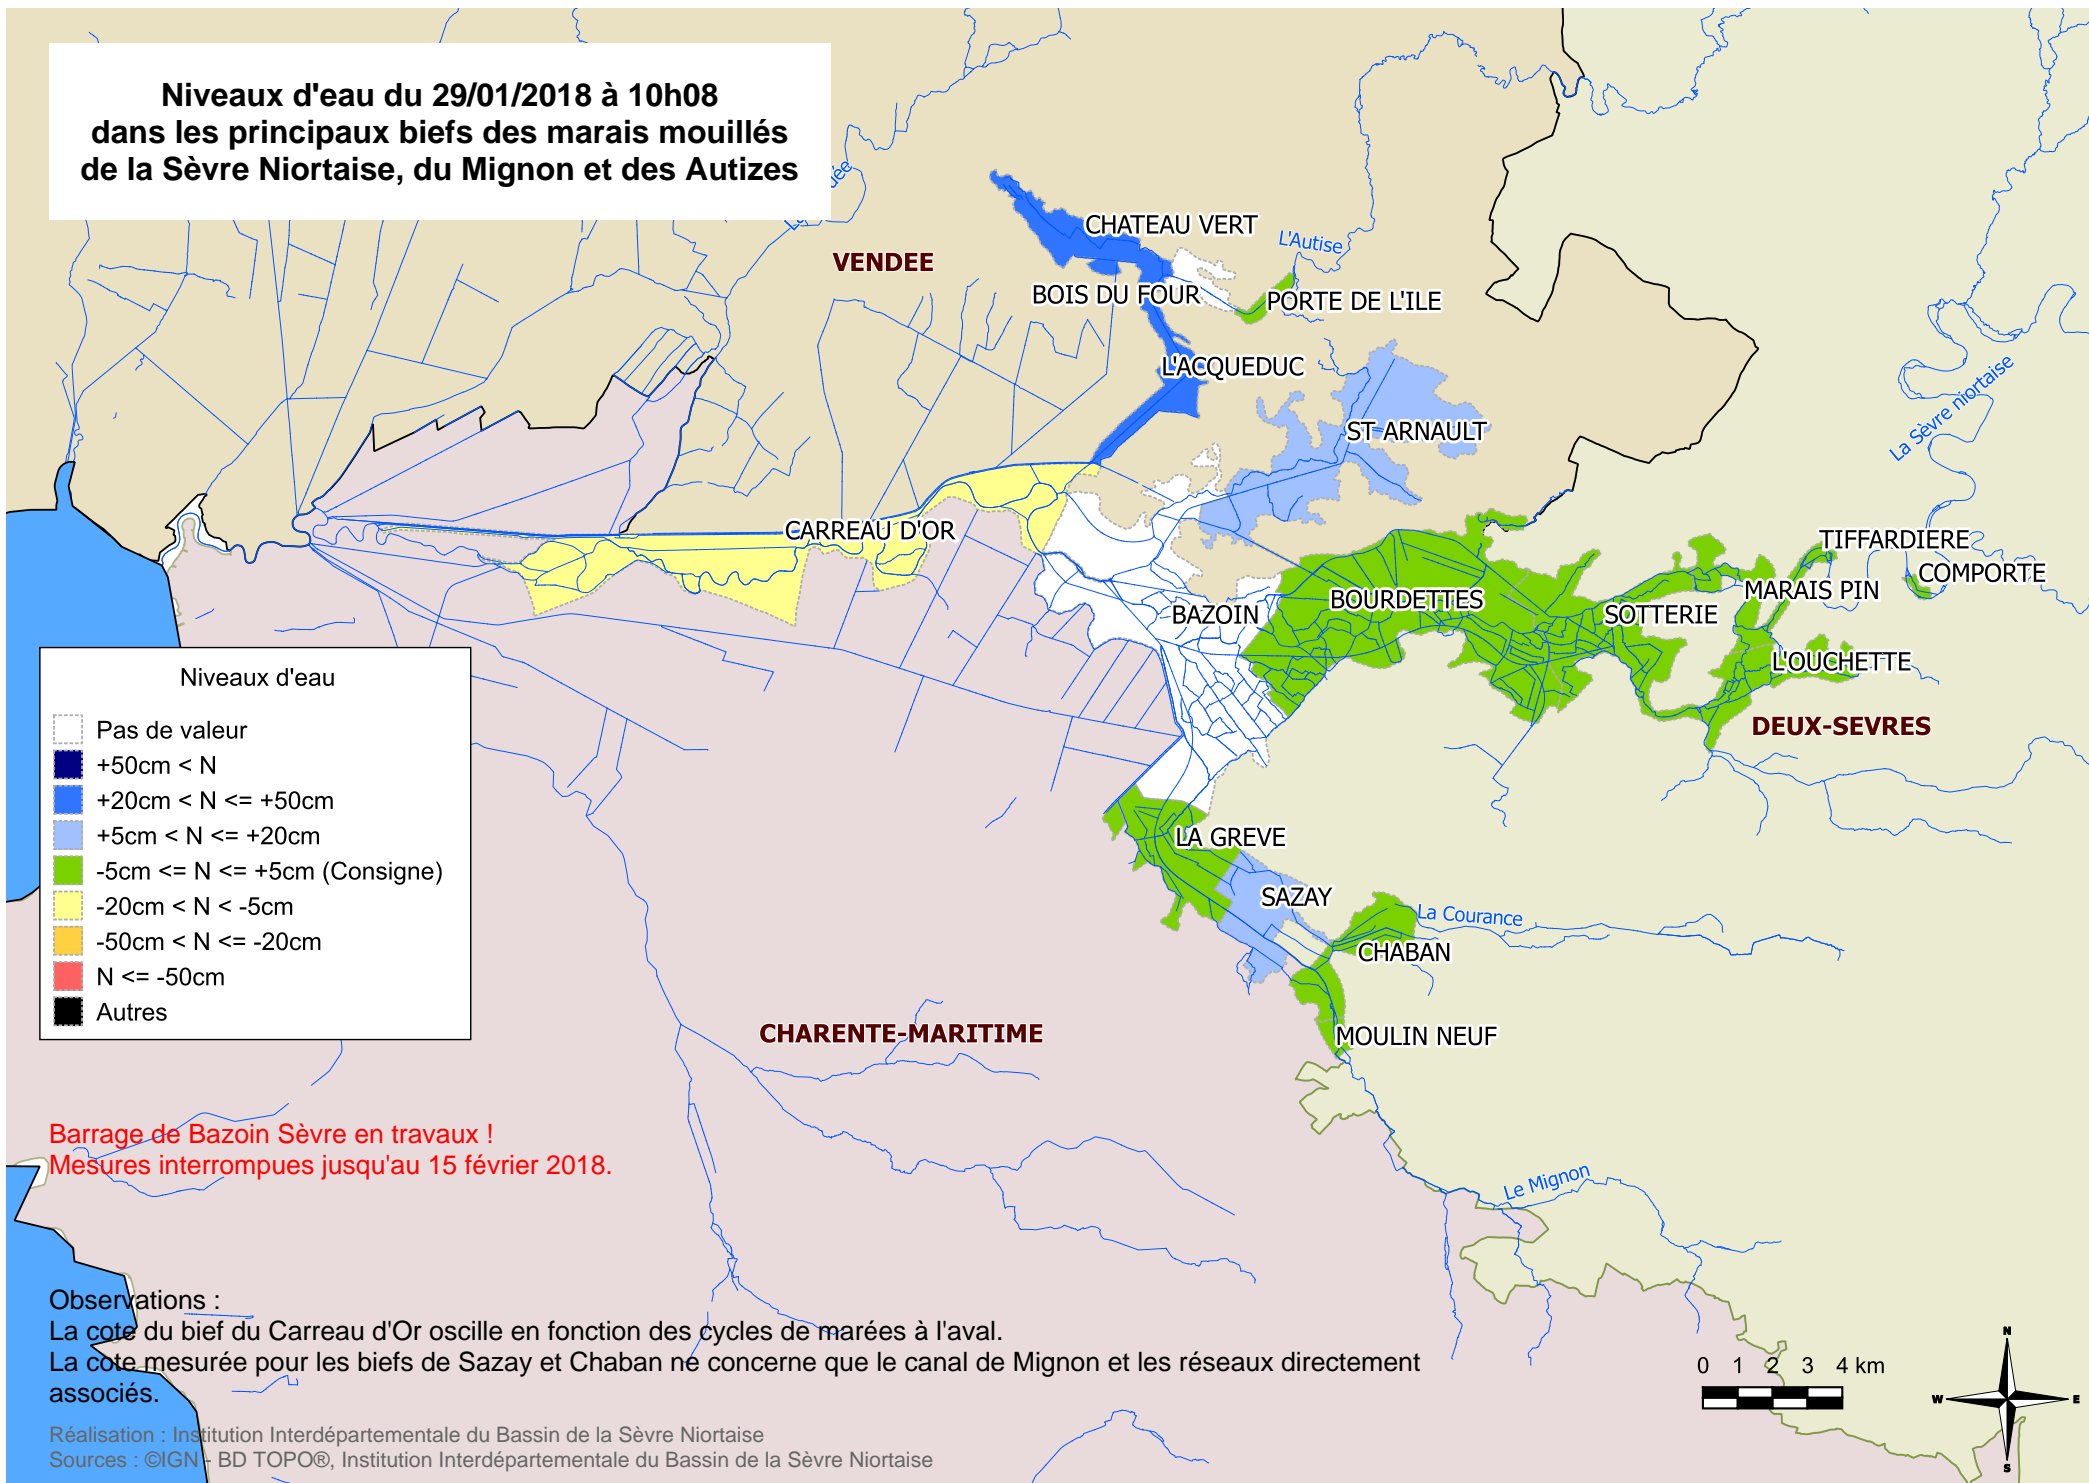 Niveaux d'eau du 29/01/2018 à 10h08
dans les principaux biefs des marais mouillés
de la Sèvre Niortaise, du Mignon et des Autizes
CHATEAU VERT
L'Autise
VENDEE
BOIS DU FOUR
PORTE DE L'ILE
L'ACQUEDUC
ST ARNAULT
La Sèvre niortaise
CARREAU D'OR
TIFFARDIERE
COMPORTE
MARAIS PIN
BOURDETTES
BAZOIN
SOTTERIE
L'OUCHETTE
DEUX-SEVRES
Niveaux d'eau
Pas de valeur
+50cm < N
+20cm < N <= +50cm
+5cm < N <= +20cm
-5cm <= N <= +5cm (Consigne)
-20cm < N < -5cm
-50cm < N <= -20cm
N <= -50cm
Autres
LA GREVE
SAZAY
La Courance
CHABAN
CHARENTE-MARITIME
MOULIN NEUF
Barrage de Bazoin Sèvre en travaux !
Mesures interrompues jusqu'au 15 février 2018.
Le Mignon
Observations :
La cote du bief du Carreau d'Or oscille en fonction des cycles de marées à l'aval.
La cote mesurée pour les biefs de Sazay et Chaban ne concerne que le canal de Mignon et les réseaux directement
associés.
0 1 2 3 4 km
N
W E
S
Réalisation : Institution Interdépartementale du Bassin de la Sèvre Niortaise
Sources : ©IGN - BD TOPO®, Institution Interdépartementale du Bassin de la Sèvre Niortaise